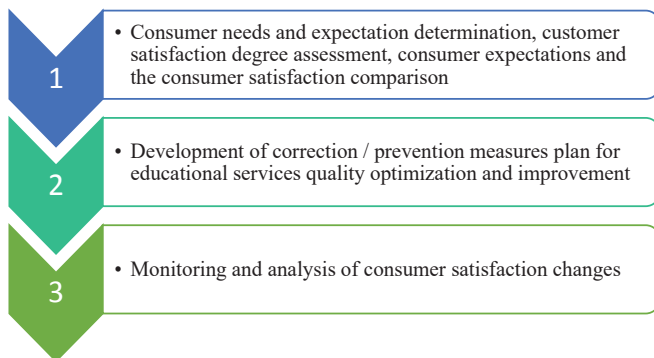 1
• Consumer needs and expectation determination, customer
satisfaction degree assessment, consumer expectations and
the consumer satisfaction comparison
2
• Development of correction / prevention measures plan for
educational services quality optimization and improvement
3
• Monitoring and analysis of consumer satisfaction changes